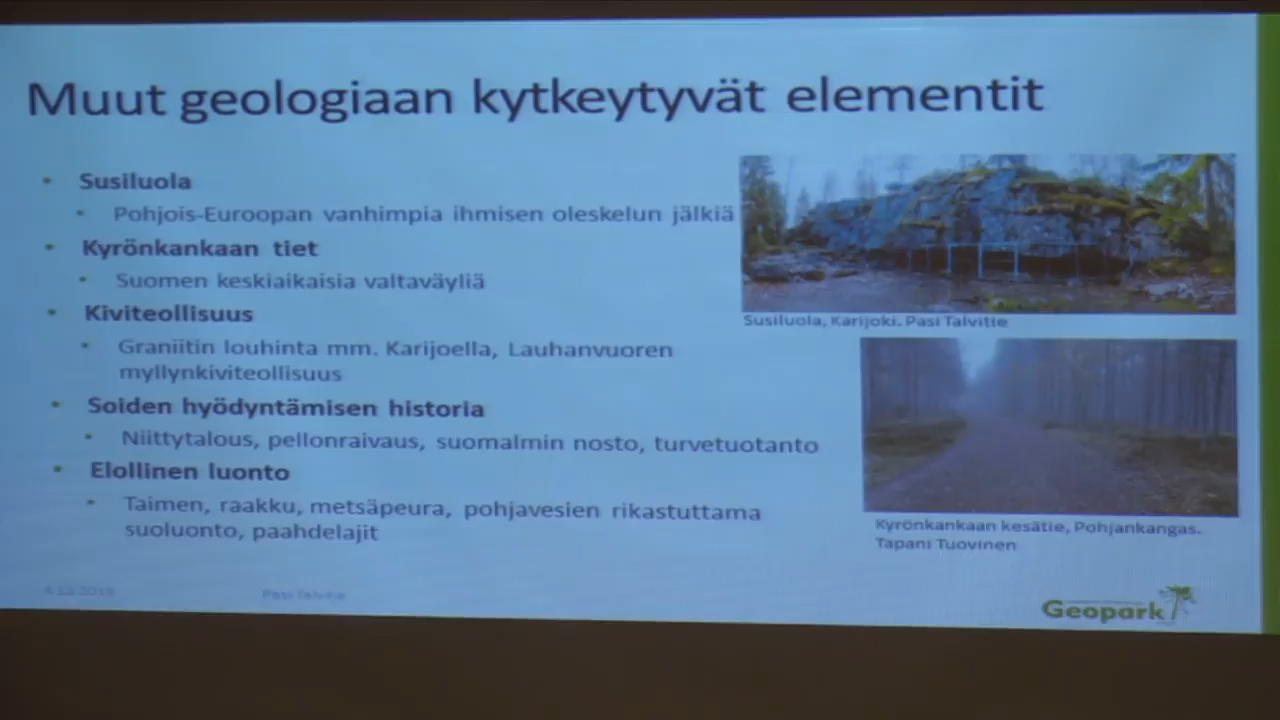 Muut geologiaan kytkeytyvät elementit
• Susiluola
• Pohjois-Euroopan vanhimpia ihmisen oleskelun jälkiä
• Kyrönkankaan tiet
• Suomen keskiaikaisia valtaväyliä
• Kiviteollisuus
• Graniitin louhinta mm. Karijoella, Lauhanvuoren
myllynkiviteollisuus
• Soiden hyödyntämisen historia
• Niittytalous, pellonraivaus, suomalmin nosto, turvetuotanto
• Elollinen luonto
• Taimen, raakku, metsäpeura, pohjavesien rikastuttama
suoluonto, paahdelajit
Susiluola, Karijoki. Pasi Talvitie
Kyrönkankaan kesätie, Pohjankangas.
Tapani Tuovinen
Pasi Talvitie
Geopark